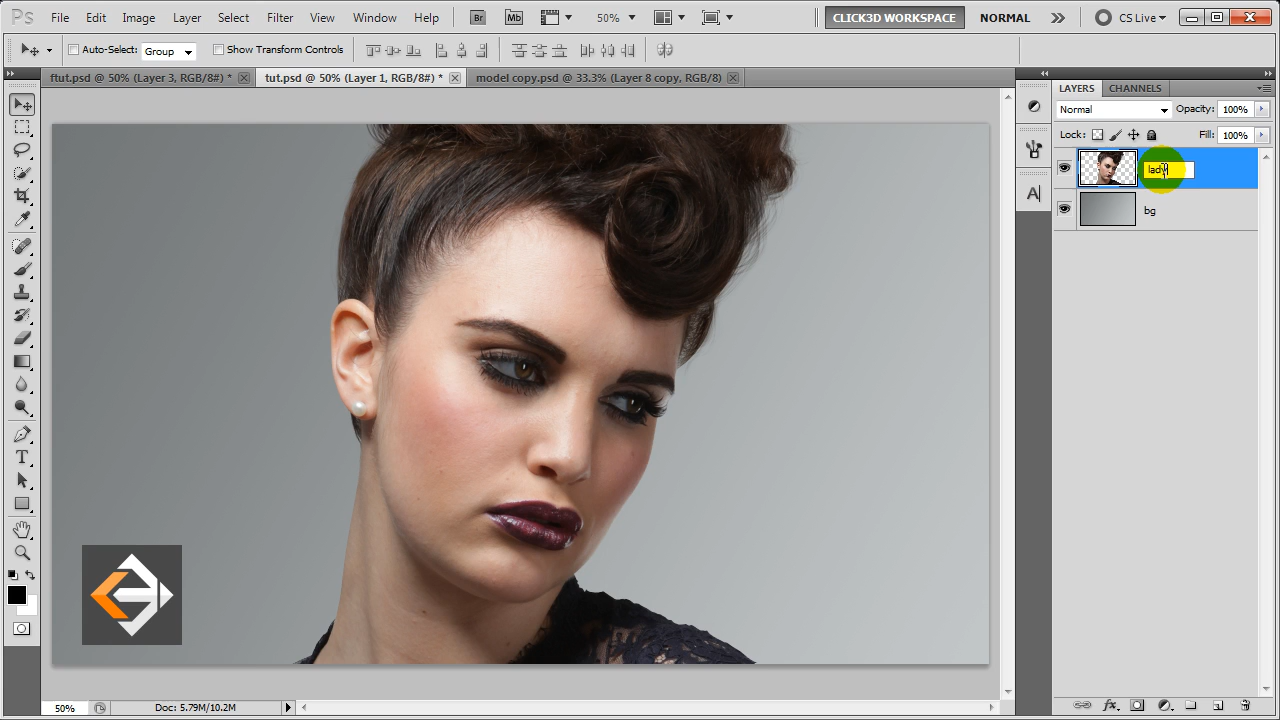 Ps File Edit Image Layer Select Filter View Window Help Br Mb 50% CLICK3D WORKSPACE NORMAL CS Live
Auto-Select: Group Show Transform Controls
ftut.psd @ 50% (Layer 3, RGB/8#) * tut.psd @ 50% (Layer 1, RGB/8#) * model copy.psd @ 33.3% (Layer 8 copy, RGB/8)
LAYERS CHANNELS
Normal Opacity: 100%
Lock: Fill: 100%
lady
bg
50% Doc: 5.79M/10.2M